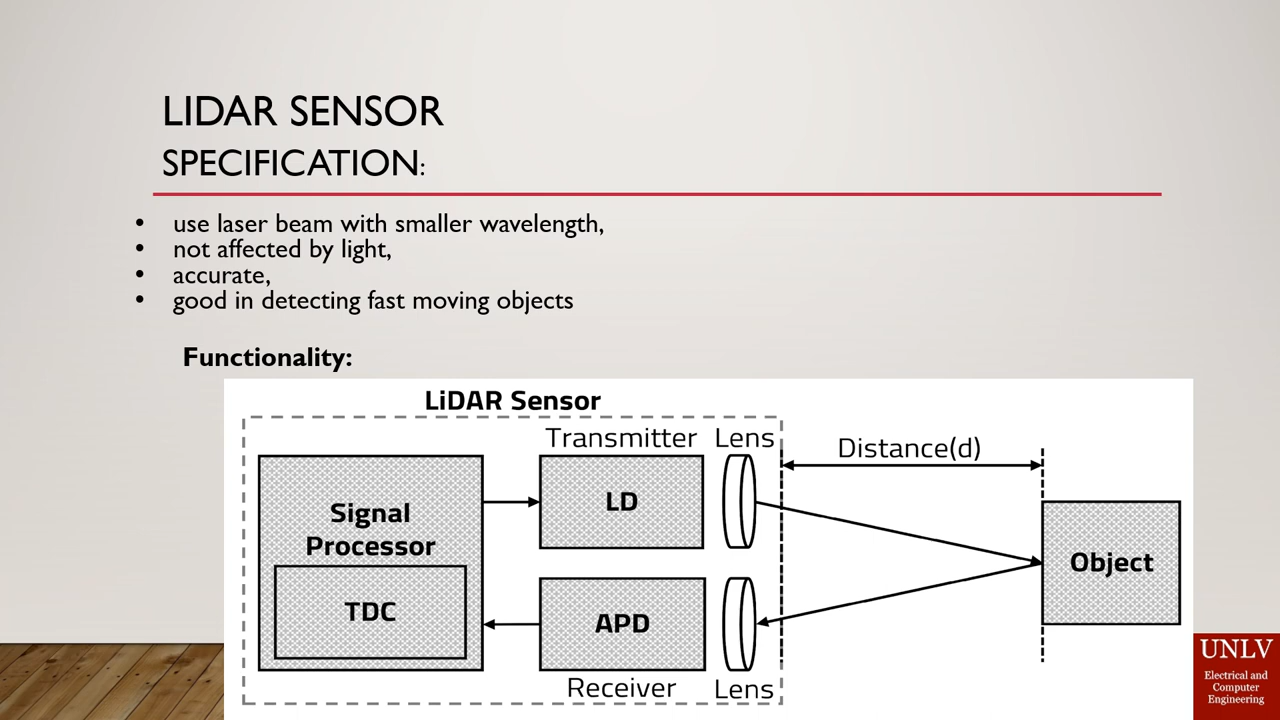 LIDAR SENSOR
SPECIFICATION:
• use laser beam with smaller wavelength,
• not affected by light,
• accurate,
• good in detecting fast moving objects
Functionality:
LiDAR Sensor
Transmitter
Lens
Distance(d)
Signal
Processor
LD
Object
TDC
APD
Receiver
Lens
UNLV
Electrical and
Computer
Engineering